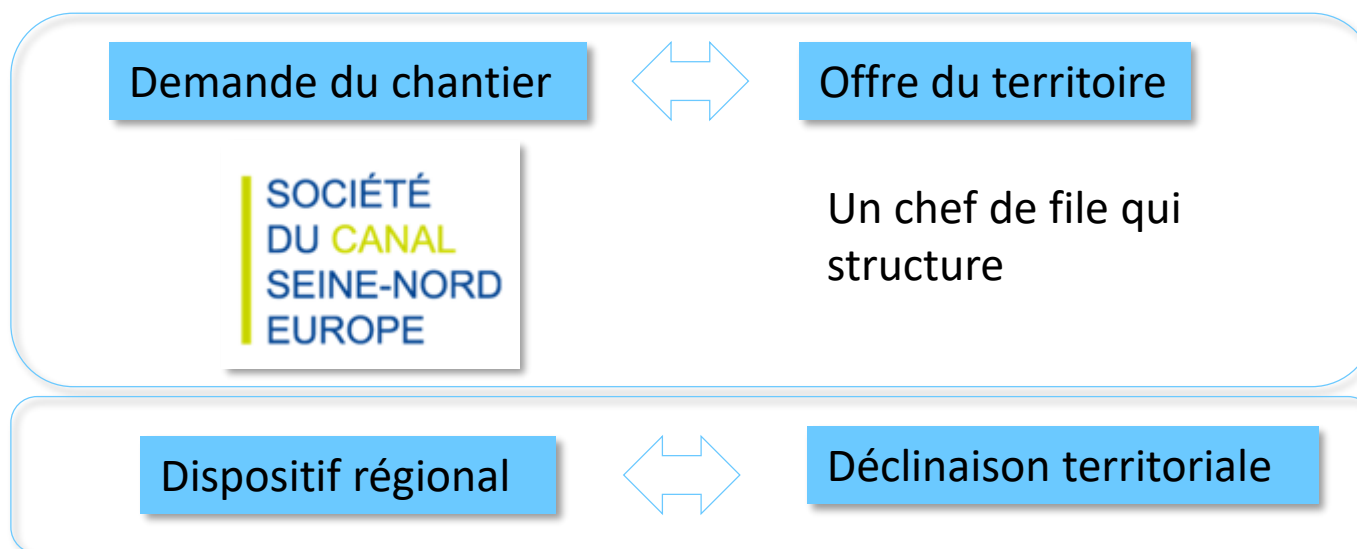 Demande du chantier
Offre du territoire
SOCIÉTÉ
DU CANAL
SEINE-NORD
EUROPE
Un chef de file qui
structure
Dispositif régional
Déclinaison territoriale